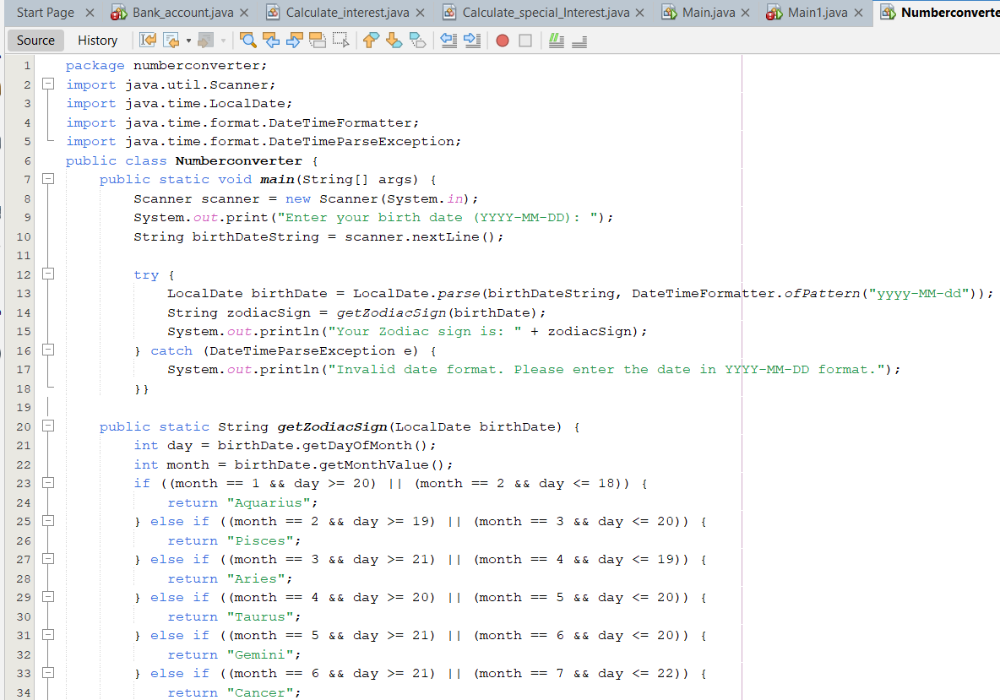 Start Page Bank_account.java Calculate_interest.java Calculate_special_Interest.java Main.java Main1.java Numberconverte
Source History
1 package numberconverter;
2 import java.util.Scanner;
3 import java.time.LocalDate;
4 import java.time.format.DateTimeFormatter;
5 import java.time.format.DateTimeParseException;
6 public class Numberconverter {
7 public static void main(String[] args) {
8 Scanner scanner = new Scanner(System.in);
9 System.out.print("Enter your birth date (YYYY-MM-DD): ");
10 String birthDateString = scanner.nextLine();
11
12 try {
13 LocalDate birthDate = LocalDate.parse(birthDateString, DateTimeFormatter.ofPattern("yyyy-MM-dd"));
14 String zodiacSign = getZodiacSign(birthDate);
15 System.out.println("Your Zodiac sign is: " + zodiacSign);
16 } catch (DateTimeParseException e) {
17 System.out.println("Invalid date format. Please enter the date in YYYY-MM-DD format.");
18 }}
19
20 public static String getZodiacSign(LocalDate birthDate) {
21 int day = birthDate.getDayOfMonth();
22 int month = birthDate.getMonthValue();
23 if ((month == 1 && day >= 20) || (month == 2 && day <= 18)) {
24 return "Aquarius";
25 } else if ((month == 2 && day >= 19) || (month == 3 && day <= 20)) {
26 return "Pisces";
27 } else if ((month == 3 && day >= 21) || (month == 4 && day <= 19)) {
28 return "Aries";
29 } else if ((month == 4 && day >= 20) || (month == 5 && day <= 20)) {
30 return "Taurus";
31 } else if ((month == 5 && day >= 21) || (month == 6 && day <= 20)) {
32 return "Gemini";
33 } else if ((month == 6 && day >= 21) || (month == 7 && day <= 22)) {
34 return "Cancer";